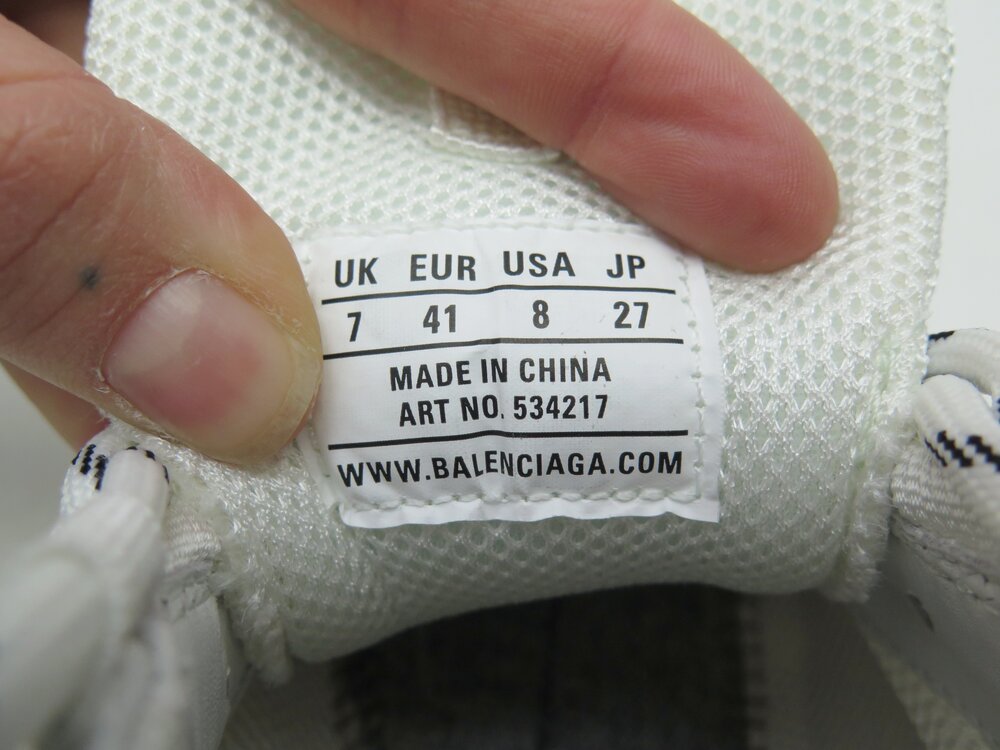 UK EUR USA JP
7 41 8 27
MADE IN CHINA
ART NO. 534217
WWW.BALENCIAGA.COM